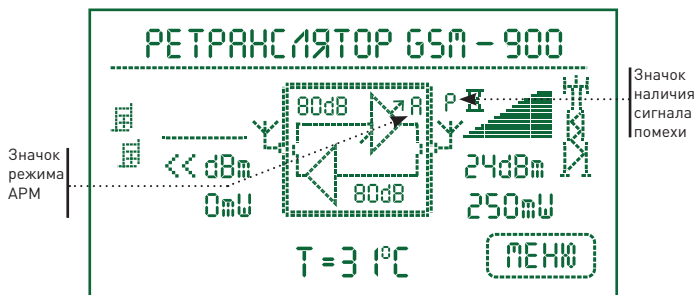 РЕТРАНСЛЯТОР GSM – 900
80dB
A
P
Значок
наличия
сигнала
помехи
Значок
режима
АРМ
<< dBm
0mW
80dB
24dBm
250mW
T = 31°C
МЕНЮ